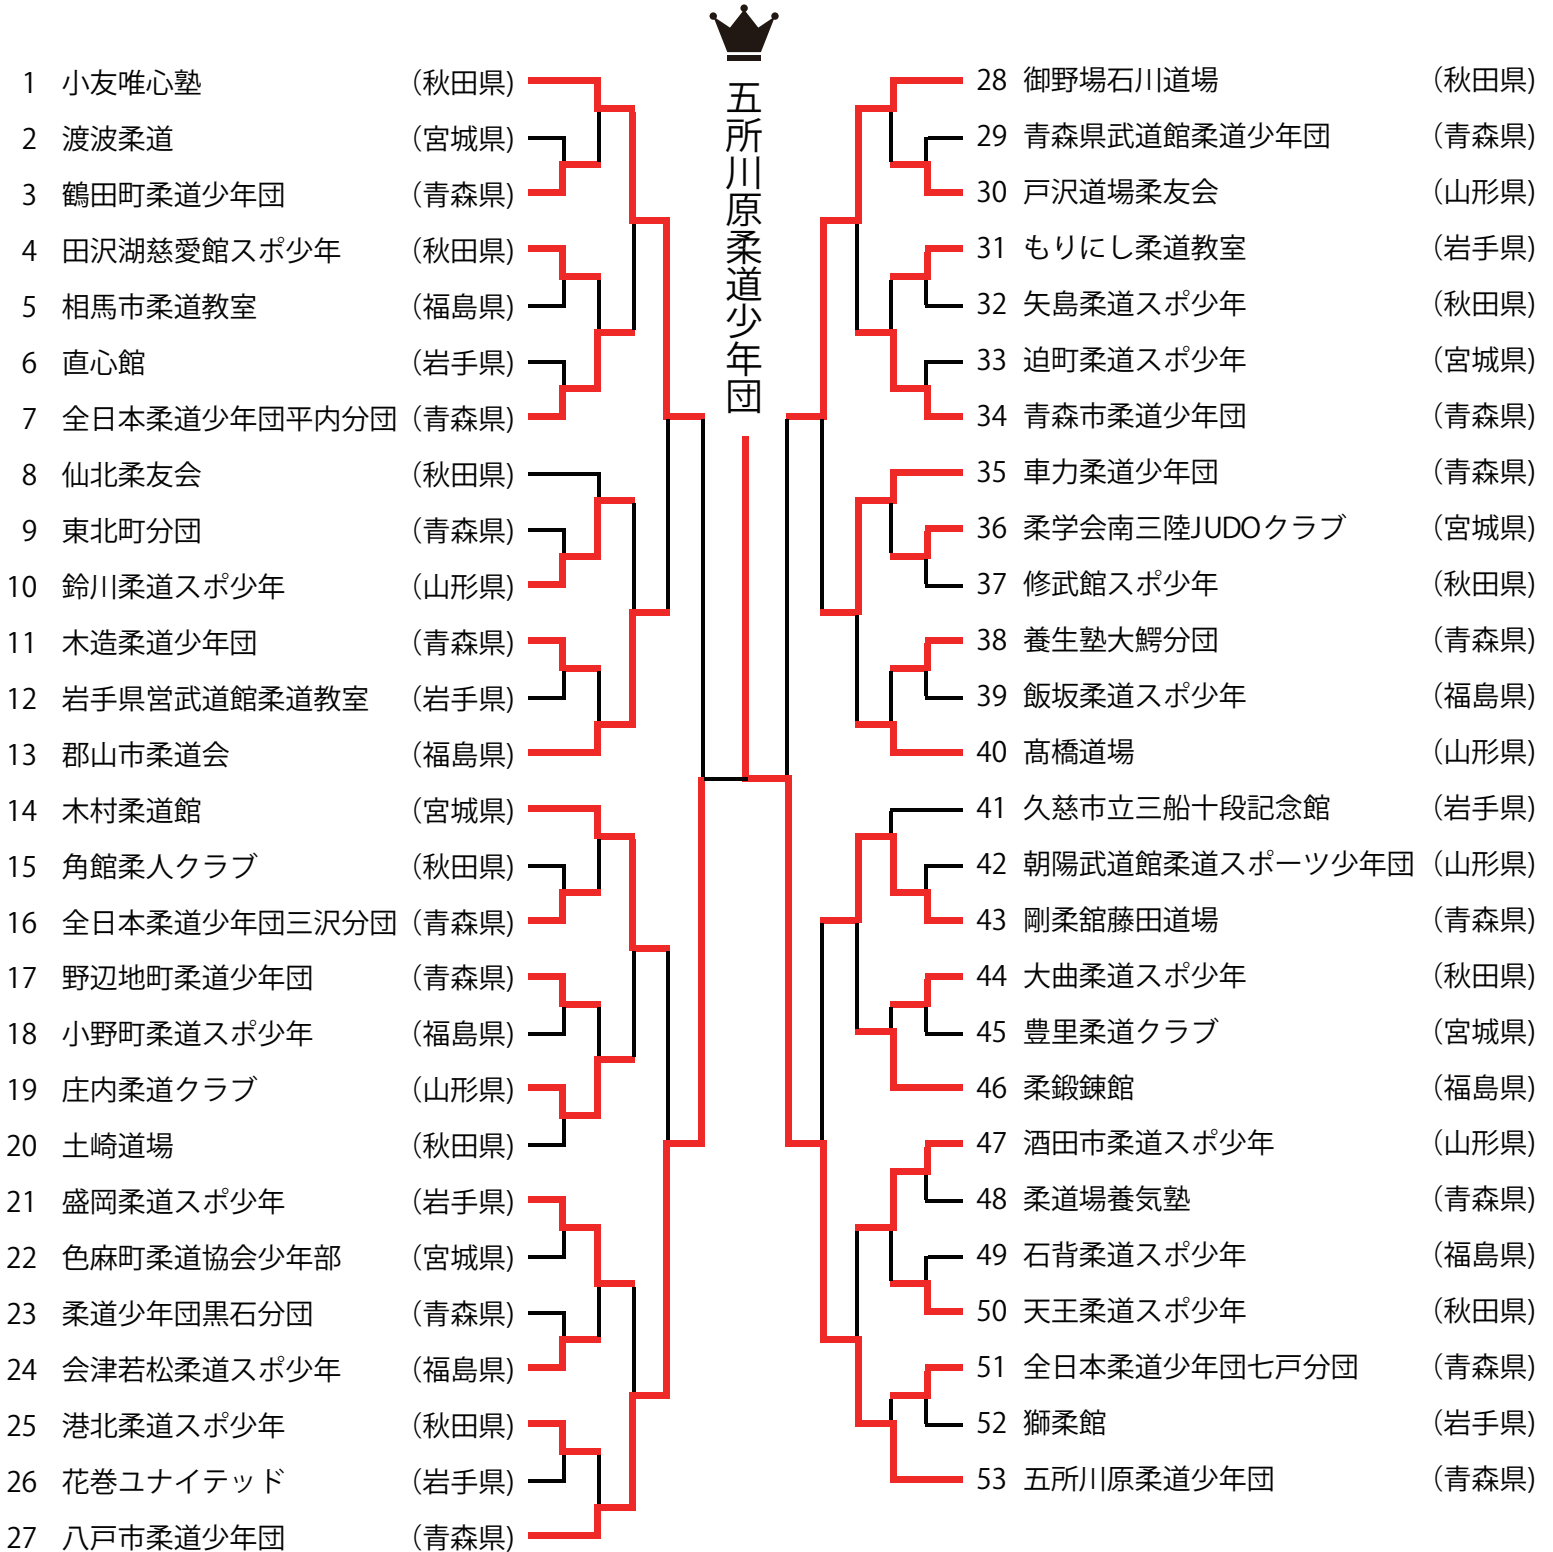 五所川原柔道少年団
1 小友唯心塾 (秋田県)
2 渡波柔道 (宮城県)
3 鶴田町柔道少年団 (青森県)
4 田沢湖慈愛館スポ少年 (秋田県)
5 相馬市柔道教室 (福島県)
6 直心館 (岩手県)
7 全日本柔道少年団平内分団 (青森県)
8 仙北柔友会 (秋田県)
9 東北町分団 (青森県)
10 鈴川柔道スポ少年 (山形県)
11 木造柔道少年団 (青森県)
12 岩手県営武道館柔道教室 (岩手県)
13 郡山市柔道会 (福島県)
14 木村柔道館 (宮城県)
15 角館柔人クラブ (秋田県)
16 全日本柔道少年団三沢分団 (青森県)
17 野辺地町柔道少年団 (青森県)
18 小野町柔道スポ少年 (福島県)
19 庄内柔道クラブ (山形県)
20 土崎道場 (秋田県)
21 盛岡柔道スポ少年 (岩手県)
22 色麻町柔道協会少年部 (宮城県)
23 柔道少年団黒石分団 (青森県)
24 会津若松柔道スポ少年 (福島県)
25 港北柔道スポ少年 (秋田県)
26 花巻ユナイテッド (岩手県)
27 八戸市柔道少年団 (青森県)
28 御野場石川道場 (秋田県)
29 青森県武道館柔道少年団 (青森県)
30 戸沢道場柔友会 (山形県)
31 もりにし柔道教室 (岩手県)
32 矢島柔道スポ少年 (秋田県)
33 迫町柔道スポ少年 (宮城県)
34 青森市柔道少年団 (青森県)
35 車力柔道少年団 (青森県)
36 柔学会南三陸JUDOクラブ (宮城県)
37 修武館スポ少年 (秋田県)
38 養生塾大鰐分団 (青森県)
39 飯坂柔道スポ少年 (福島県)
40 髙橋道場 (山形県)
41 久慈市立三船十段記念館 (岩手県)
42 朝陽武道館柔道スポーツ少年団 (山形県)
43 剛柔舘藤田道場 (青森県)
44 大曲柔道スポ少年 (秋田県)
45 豊里柔道クラブ (宮城県)
46 柔鍛錬館 (福島県)
47 酒田市柔道スポ少年 (山形県)
48 柔道場養気塾 (青森県)
49 石背柔道スポ少年 (福島県)
50 天王柔道スポ少年 (秋田県)
51 全日本柔道少年団七戸分団 (青森県)
52 獅柔館 (岩手県)
53 五所川原柔道少年団 (青森県)